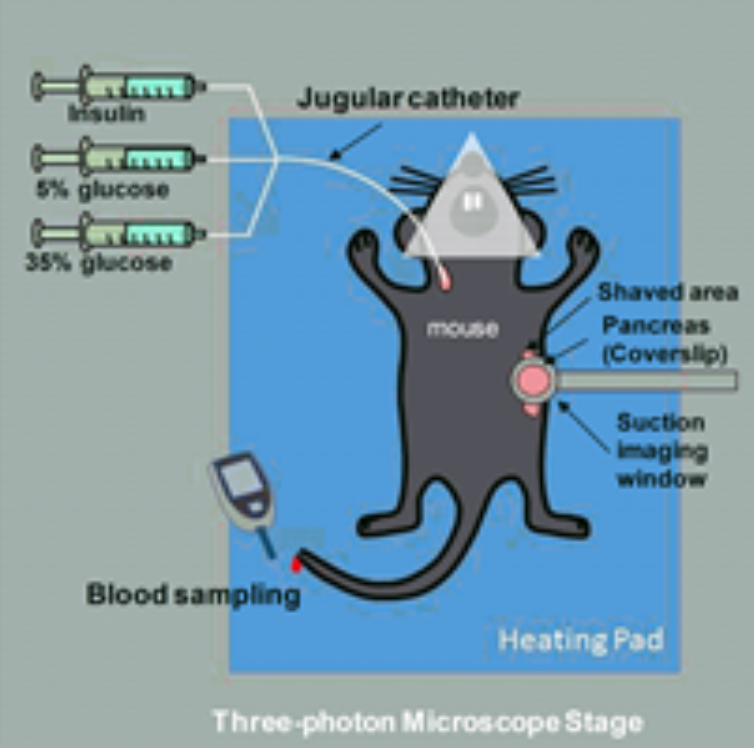 Jugular catheter
Insulin
5% glucose
35% glucose
mouse
Shaved area
Pancreas
(Coverslip)
Suction
imaging
window
Blood sampling
Heating Pad
Three-photon Microscope Stage